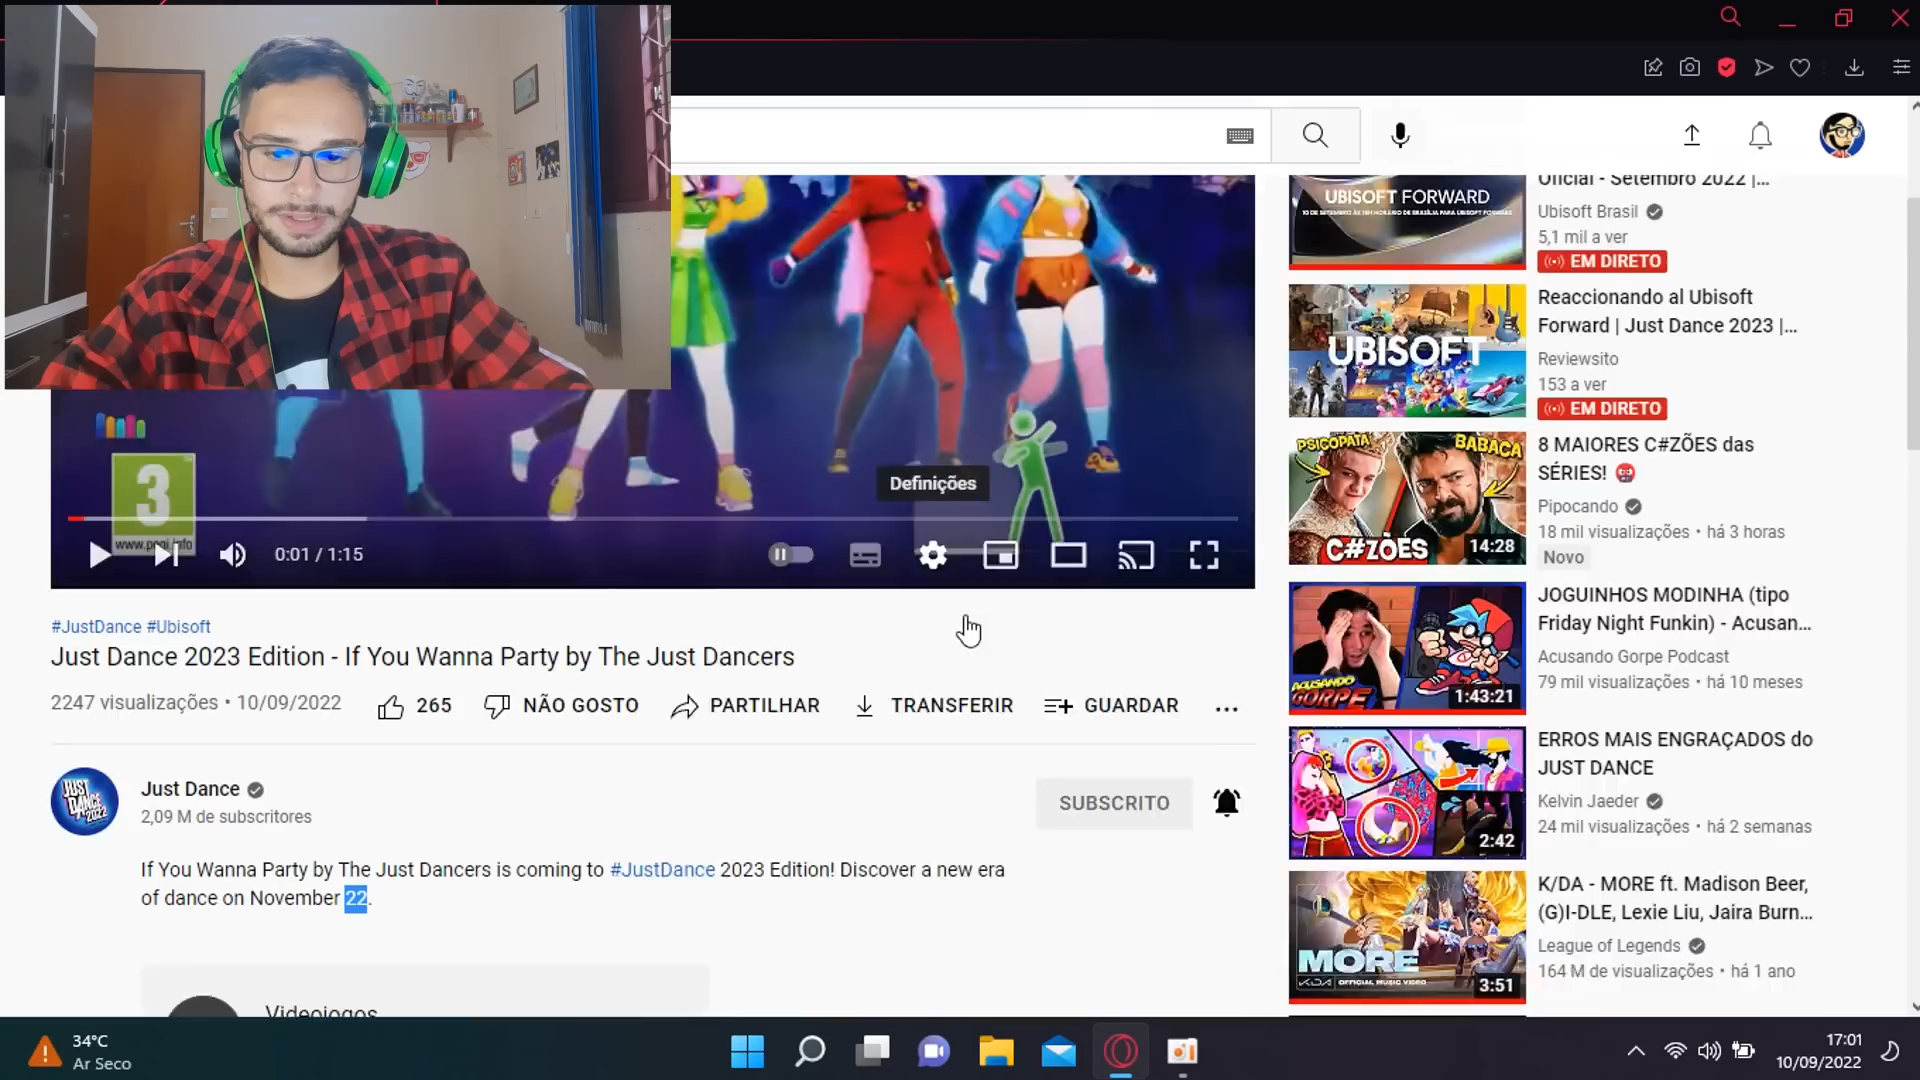 Definições
3
www.pegi.info
0:01 / 1:15
#JustDance #Ubisoft
Just Dance 2023 Edition - If You Wanna Party by The Just Dancers
2247 visualizações • 10/09/2022
265
NÃO GOSTO
PARTILHAR
TRANSFERIR
GUARDAR
JUST DANCE 2022
Just Dance
2,09 M de subscritores
SUBSCRITO
If You Wanna Party by The Just Dancers is coming to #JustDance 2023 Edition! Discover a new era
of dance on November 22.
Videojogos
UBISOFT FORWARD
Oficial - Setembro 2022 |...
Ubisoft Brasil
5,1 mil a ver
EM DIRETO
UBISOFT
Reaccionando al Ubisoft
Forward | Just Dance 2023 |...
Reviewsito
153 a ver
EM DIRETO
PSICOPATA
BABACA
C#ZÕES
14:28
8 MAIORES C#ZÕES das
SÉRIES!
Pipocando
18 mil visualizações • há 3 horas
Novo
ACUSANDO
GORPE
1:43:21
JOGUINHOS MODINHA (tipo
Friday Night Funkin) - Acusan...
Acusando Gorpe Podcast
79 mil visualizações • há 10 meses
2:42
ERROS MAIS ENGRAÇADOS do
JUST DANCE
Kelvin Jaeder
24 mil visualizações • há 2 semanas
MORE
K/DA - OFFICIAL MUSIC VIDEO
3:51
K/DA - MORE ft. Madison Beer,
(G)I-DLE, Lexie Liu, Jaira Burn...
League of Legends
164 M de visualizações • há 1 ano
34°C
Ar Seco
17:01
10/09/2022